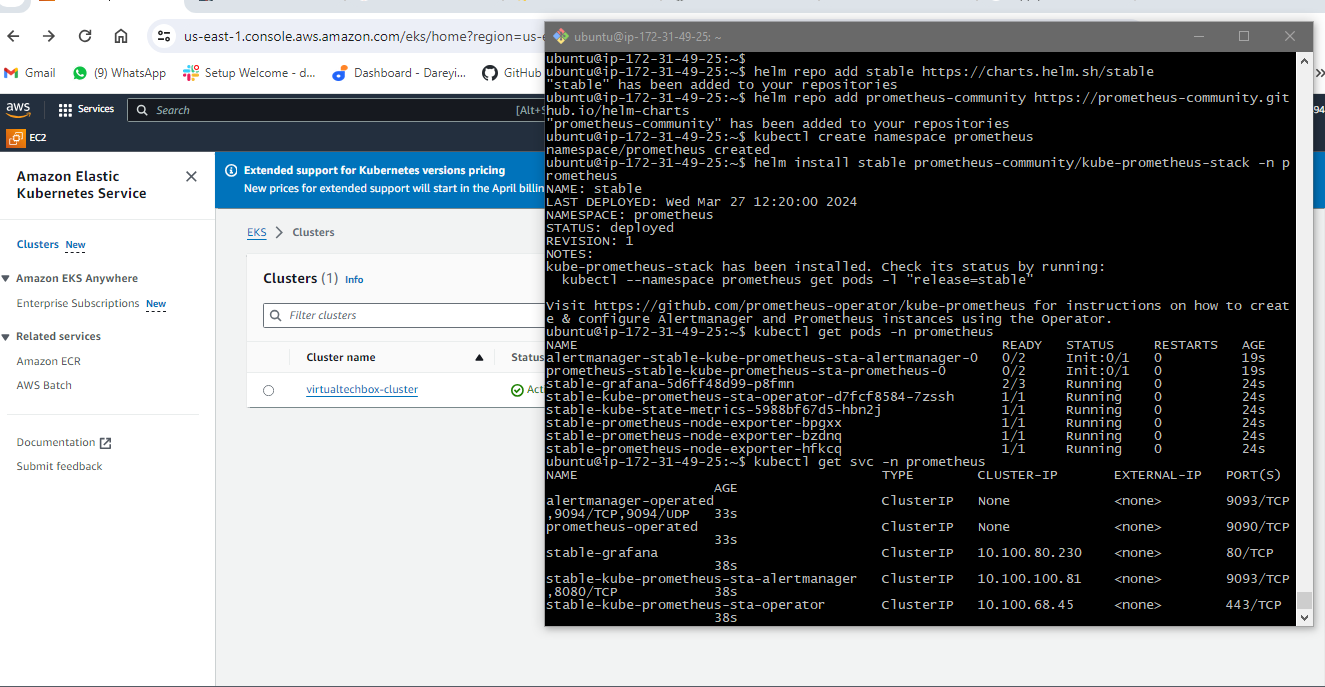 us-east-1.console.aws.amazon.com/eks/home?region=us-e
Gmail
(9) WhatsApp
Setup Welcome - d...
Dashboard - Dareyi...
GitHub
aws
Services
Search
[Alt+S
94
EC2
Amazon Elastic
Kubernetes Service
Clusters New
Amazon EKS Anywhere
Enterprise Subscriptions New
Related services
Amazon ECR
AWS Batch
Documentation
Submit feedback
Extended support for Kubernetes versions pricing
New prices for extended support will start in the April billin
EKS > Clusters
Clusters (1) Info
Filter clusters
Cluster name
Status
virtualtechbox-cluster
Acti
ubuntu@ip-172-31-49-25: ~
ubuntu@ip-172-31-49-25:~$
ubuntu@ip-172-31-49-25:~$ helm repo add stable https://charts.helm.sh/stable
"stable" has been added to your repositories
ubuntu@ip-172-31-49-25:~$ helm repo add prometheus-community https://prometheus-community.git
hub.io/helm-charts
"prometheus-community" has been added to your repositories
ubuntu@ip-172-31-49-25:~$ kubectl create namespace prometheus
namespace/prometheus created
ubuntu@ip-172-31-49-25:~$ helm install stable prometheus-community/kube-prometheus-stack -n p
rometheus
NAME: stable
LAST DEPLOYED: Wed Mar 27 12:20:00 2024
NAMESPACE: prometheus
STATUS: deployed
REVISION: 1
NOTES:
kube-prometheus-stack has been installed. Check its status by running:
kubectl --namespace prometheus get pods -l "release=stable"
Visit https://github.com/prometheus-operator/kube-prometheus for instructions on how to creat
e & configure Alertmanager and Prometheus instances using the Operator.
ubuntu@ip-172-31-49-25:~$ kubectl get pods -n prometheus
NAME READY STATUS RESTARTS AGE
alertmanager-stable-kube-prometheus-sta-alertmanager-0 0/2 Init:0/1 0 19s
prometheus-stable-kube-prometheus-sta-prometheus-0 0/2 Init:0/1 0 19s
stable-grafana-5d6ff48d99-p8fmn 2/3 Running 0 24s
stable-kube-prometheus-sta-operator-d7fcf8584-7zssh 1/1 Running 0 24s
stable-kube-state-metrics-5988bf67d5-hbn2j 1/1 Running 0 24s
stable-prometheus-node-exporter-bpgxx 1/1 Running 0 24s
stable-prometheus-node-exporter-bzdnq 1/1 Running 0 24s
stable-prometheus-node-exporter-hfkcq 1/1 Running 0 24s
ubuntu@ip-172-31-49-25:~$ kubectl get svc -n prometheus
NAME TYPE CLUSTER-IP EXTERNAL-IP PORT(S)
AGE
alertmanager-operated ClusterIP None <none> 9093/TCP
,9094/TCP,9094/UDP 33s
prometheus-operated ClusterIP None <none> 9090/TCP
33s
stable-grafana ClusterIP 10.100.80.230 <none> 80/TCP
38s
stable-kube-prometheus-sta-alertmanager ClusterIP 10.100.100.81 <none> 9093/TCP
,8080/TCP 38s
stable-kube-prometheus-sta-operator ClusterIP 10.100.68.45 <none> 443/TCP
38s